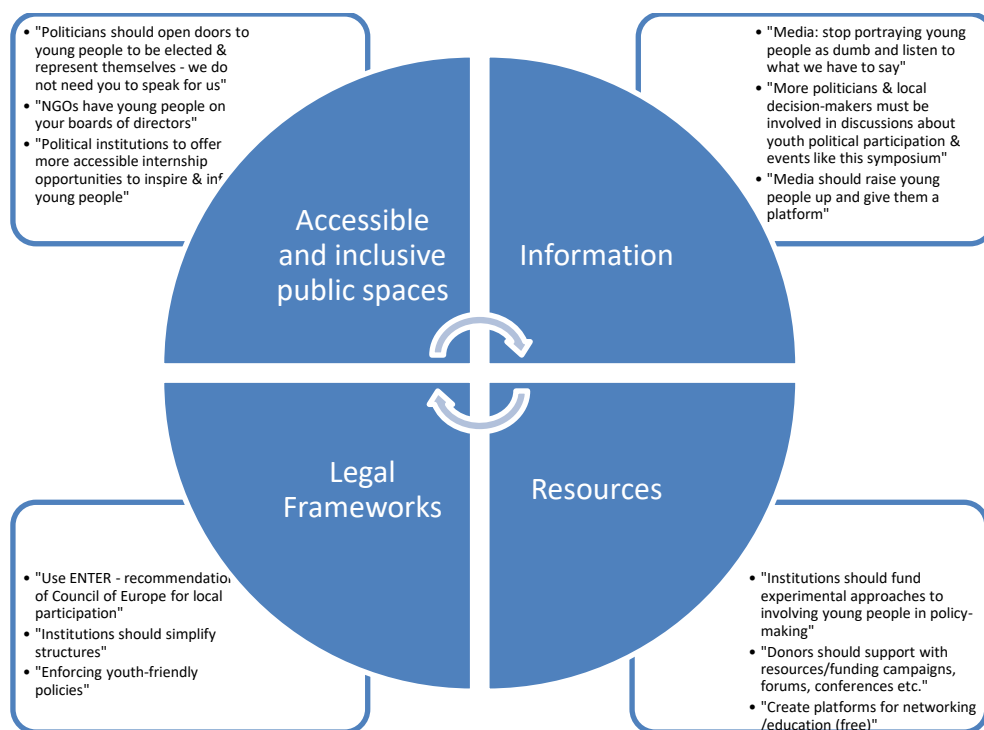 • "Politicians should open doors to
young people to be elected &
represent themselves - we do
not need you to speak for us"
• "NGOs have young people on
your boards of directors"
• "Political institutions to offer
more accessible internship
opportunities to inspire &
young people"
• "Media: stop portraying young
people as dumb and listen to
what we have to say"
• "More politicians & local
decision-makers must be
involved in discussions about
youth political participation &
events like this symposium"
• "Media should raise young
people up and give them a
platform"
Accessible
and inclusive
public spaces
Information
Legal
Frameworks
Resources
• "Use ENTER - recommendation
of Council of Europe for local
participation"
• "Institutions should simplify
structures"
• "Enforcing youth-friendly
policies"
• "Institutions should fund
experimental approaches to
involving young people in policy-
making"
• "Donors should support with
resources/funding campaigns,
forums, conferences etc."
• "Create platforms for networking
/education (free)"